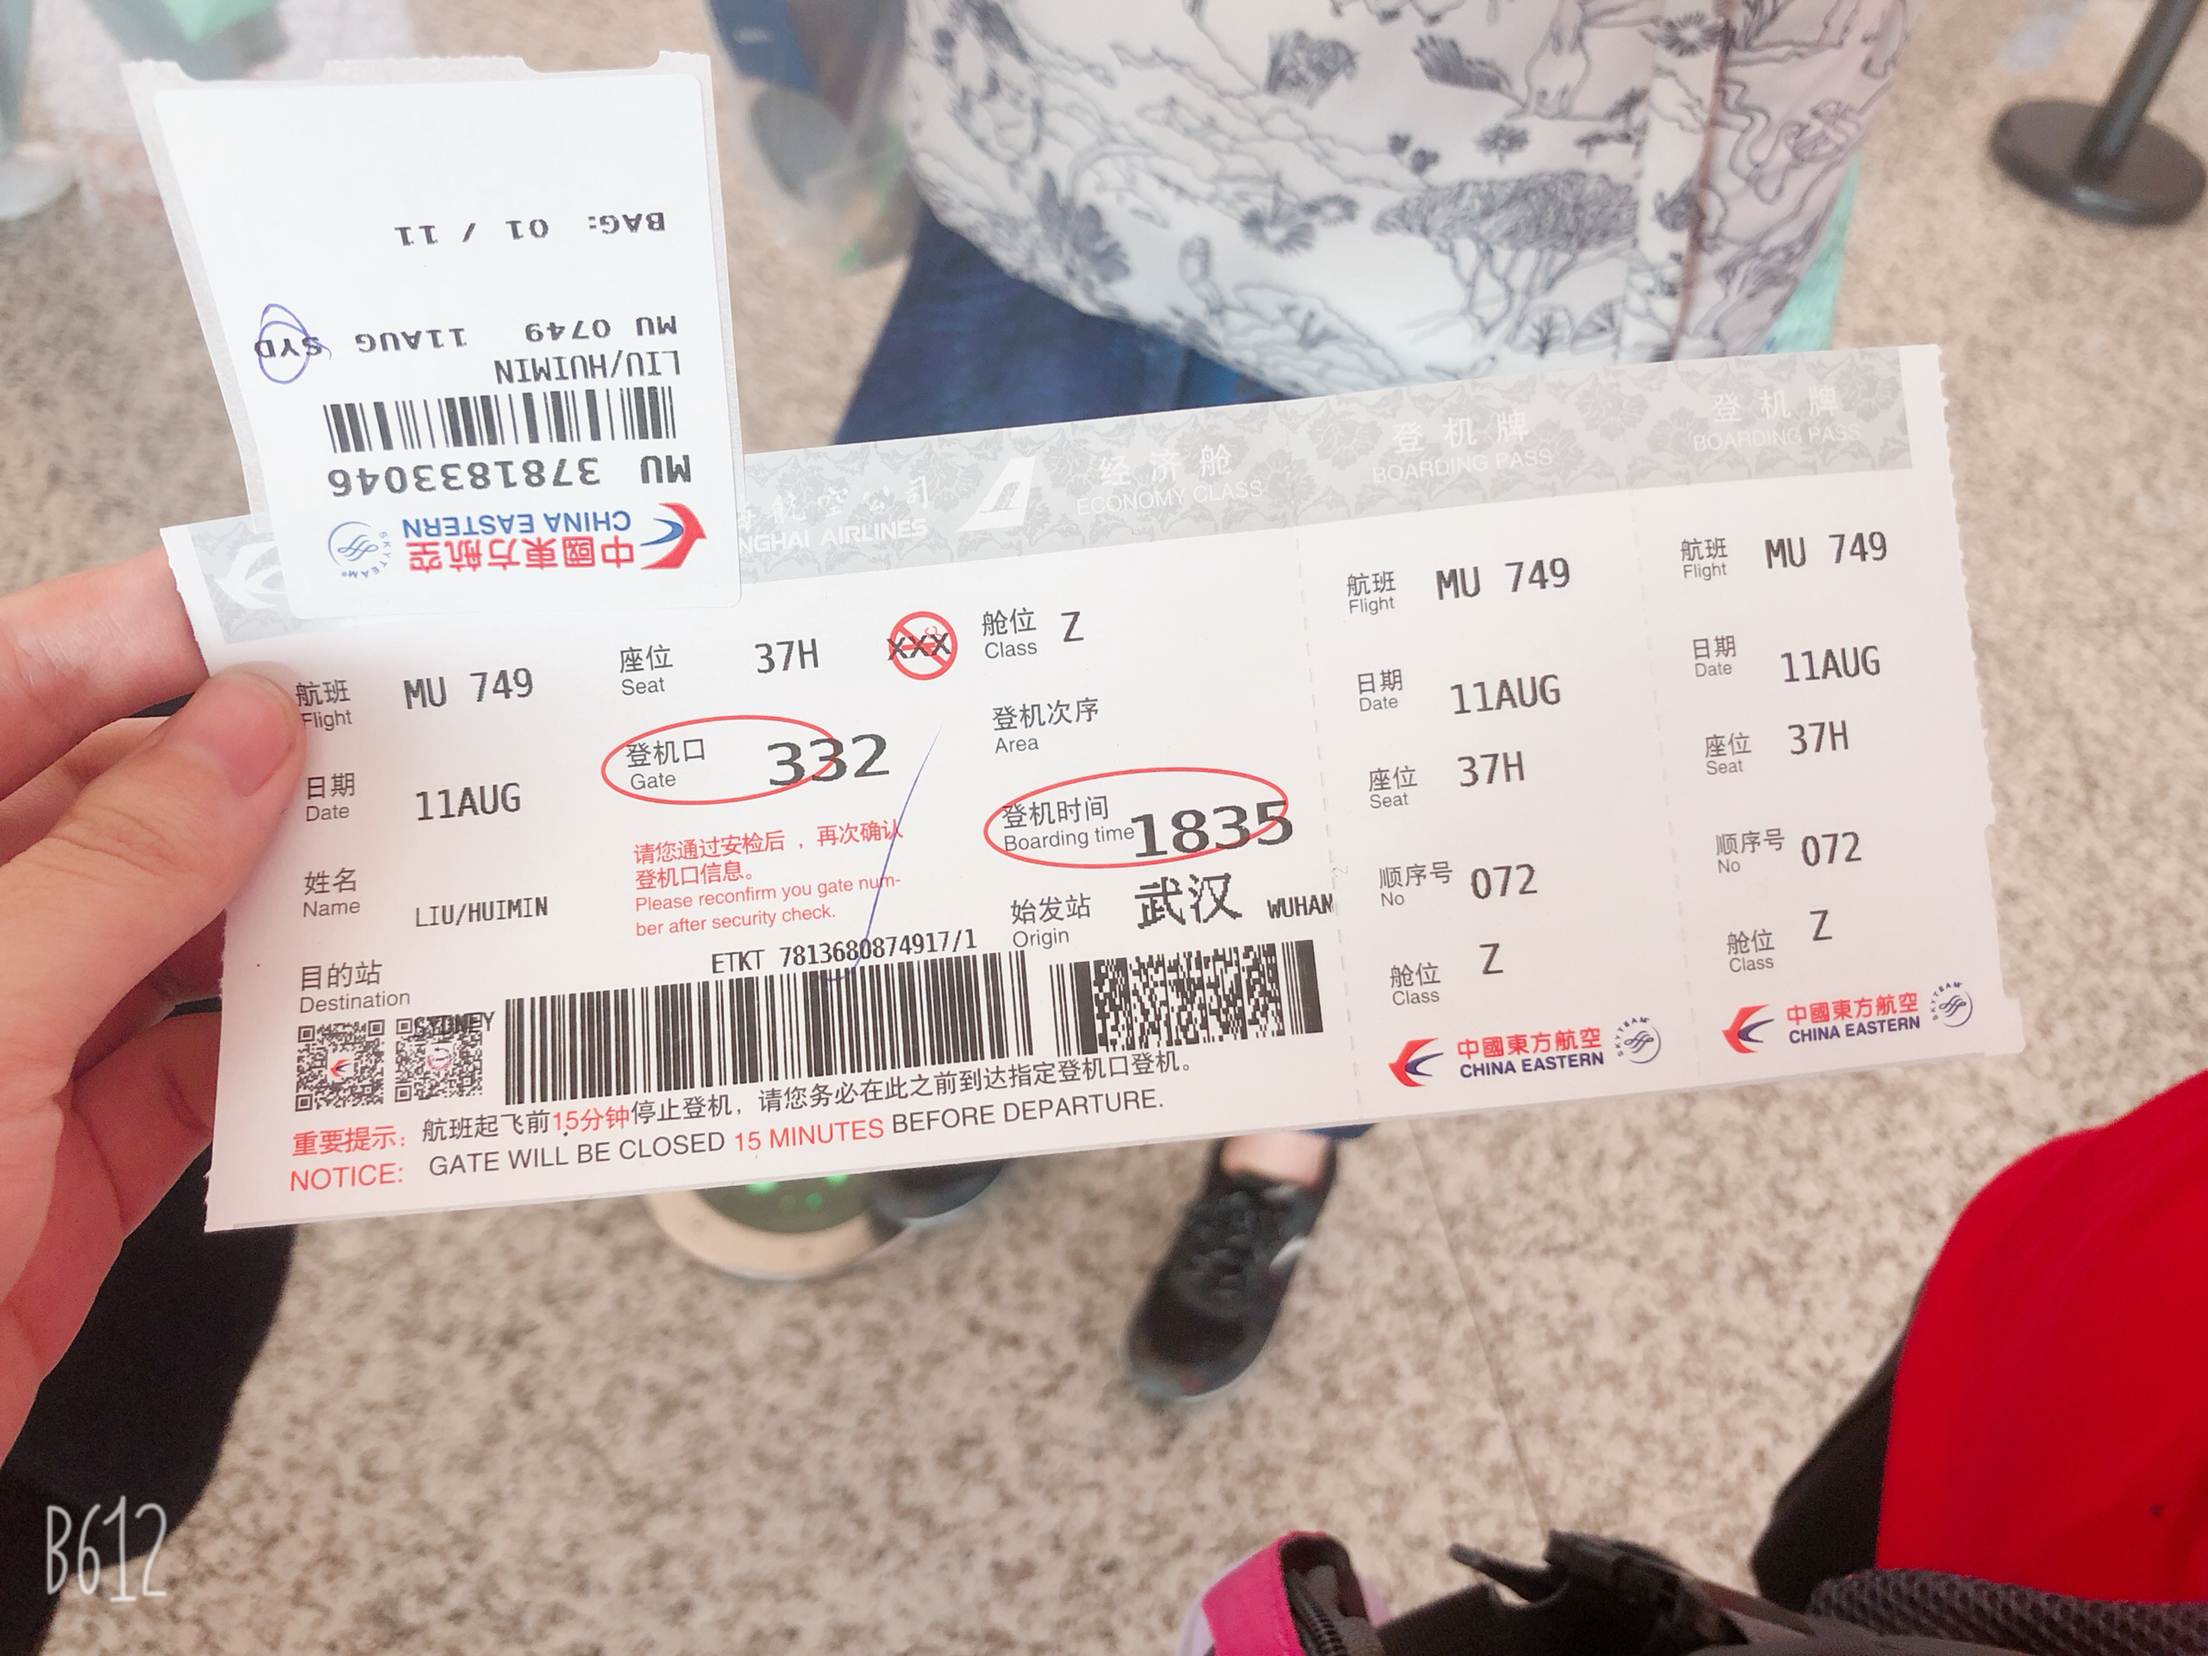 BAG: 01 / 11
MU 0749 11AUG SYD
LIU/HUIMIN
MU 3781833046
中國東方航空
CHINA EASTERN
SKYTEAM
航空公司
AIRLINES
经济舱
ECONOMY CLASS
登机牌
BOARDING PASS
登机牌
BOARDING PASS
航班
Flight
MU 749
座位
Seat
37H
XXX
舱位
Class
Z
日期
Date
11AUG
登机口
Gate
332
登机次序
Area
姓名
Name
LIU/HUIMIN
请您通过安检后，再次确认
登机口信息。
Please reconfirm you gate num-
ber after security check.
登机时间
Boarding time
1835
始发站
Origin
武汉 WUHAN
目的站
Destination
SYDNEY
ETKT 7813680874917/1
重要提示：航班起飞前15分钟停止登机，请您务必在此之前到达指定登机口登机。
NOTICE: GATE WILL BE CLOSED 15 MINUTES BEFORE DEPARTURE.
航班
Flight
MU 749
日期
Date
11AUG
座位
Seat
37H
顺序号
No
072
舱位
Class
Z
中國東方航空
CHINA EASTERN
SKYTEAM
航班
Flight
MU 749
日期
Date
11AUG
座位
Seat
37H
顺序号
No
072
舱位
Class
Z
中國東方航空
CHINA EASTERN
SKYTEAM
B612